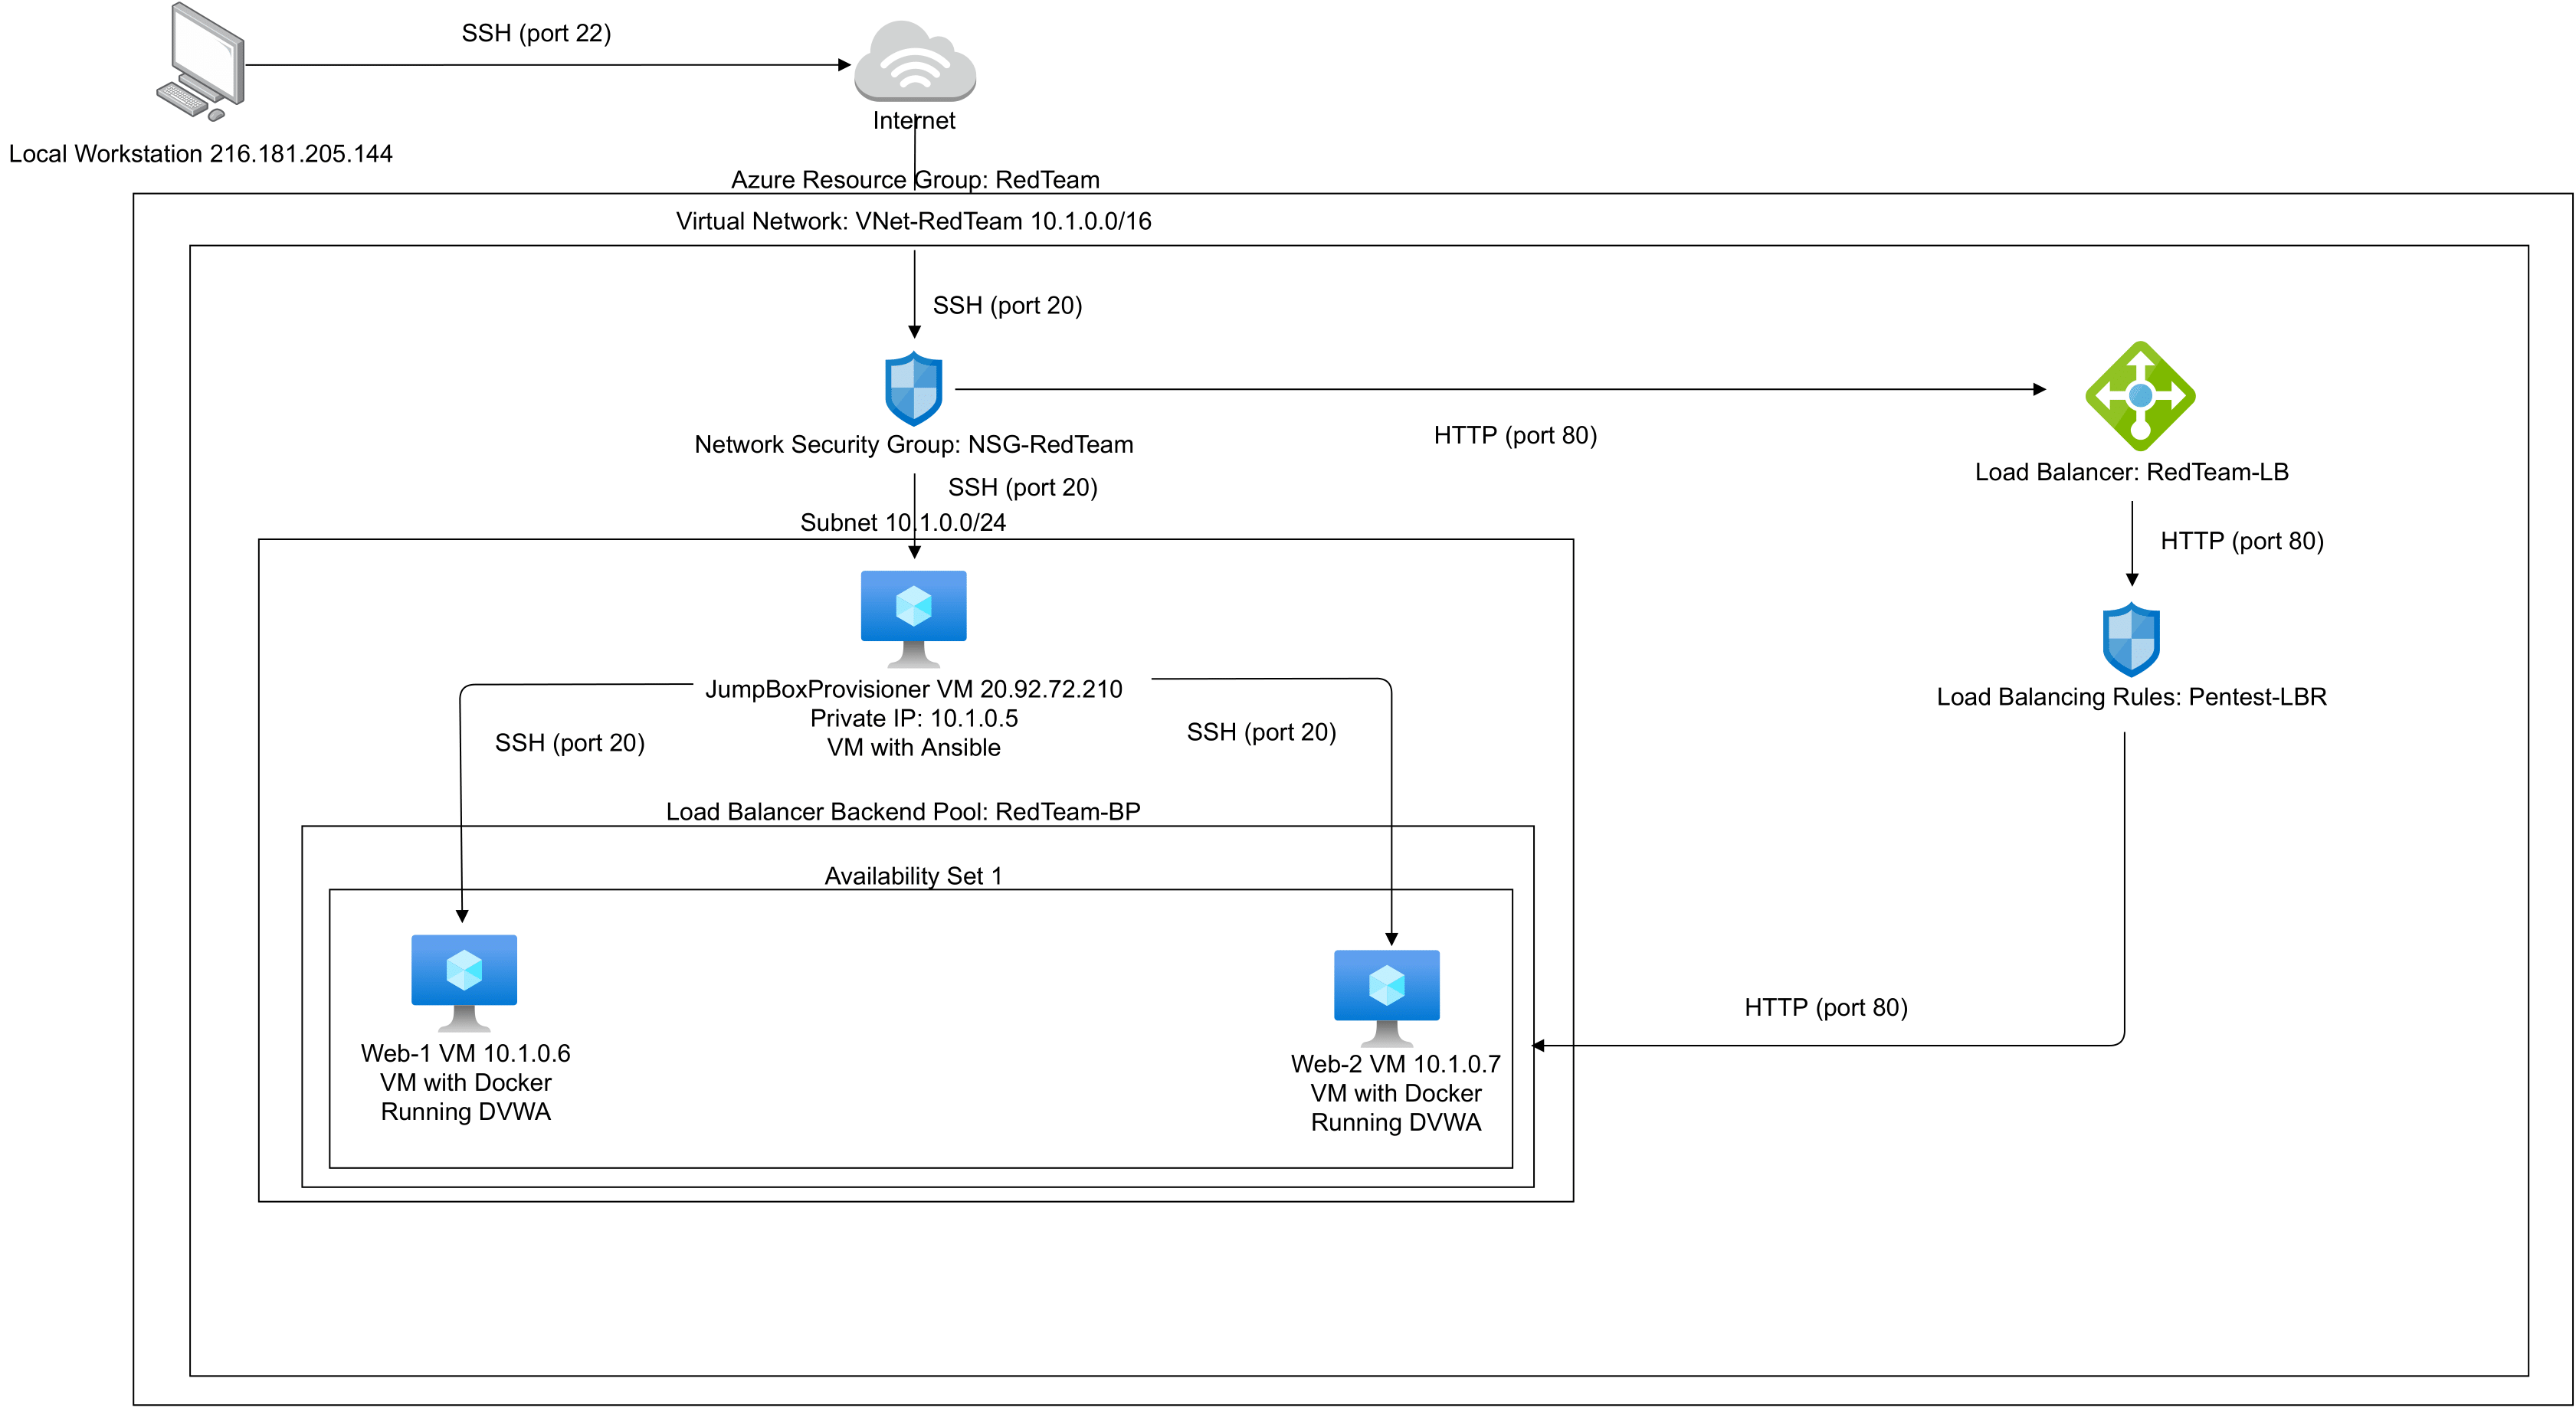 SSH (port 22)
Internet
Local Workstation 216.181.205.144
Azure Resource Group: RedTeam
Virtual Network: VNet-RedTeam 10.1.0.0/16
SSH (port 20)
Network Security Group: NSG-RedTeam
HTTP (port 80)
Load Balancer: RedTeam-LB
SSH (port 20)
Subnet 10.1.0.0/24
HTTP (port 80)
JumpBoxProvisioner VM 20.92.72.210
Private IP: 10.1.0.5
VM with Ansible
Load Balancing Rules: Pentest-LBR
SSH (port 20)
SSH (port 20)
Load Balancer Backend Pool: RedTeam-BP
Availability Set 1
Web-1 VM 10.1.0.6
VM with Docker
Running DVWA
Web-2 VM 10.1.0.7
VM with Docker
Running DVWA
HTTP (port 80)